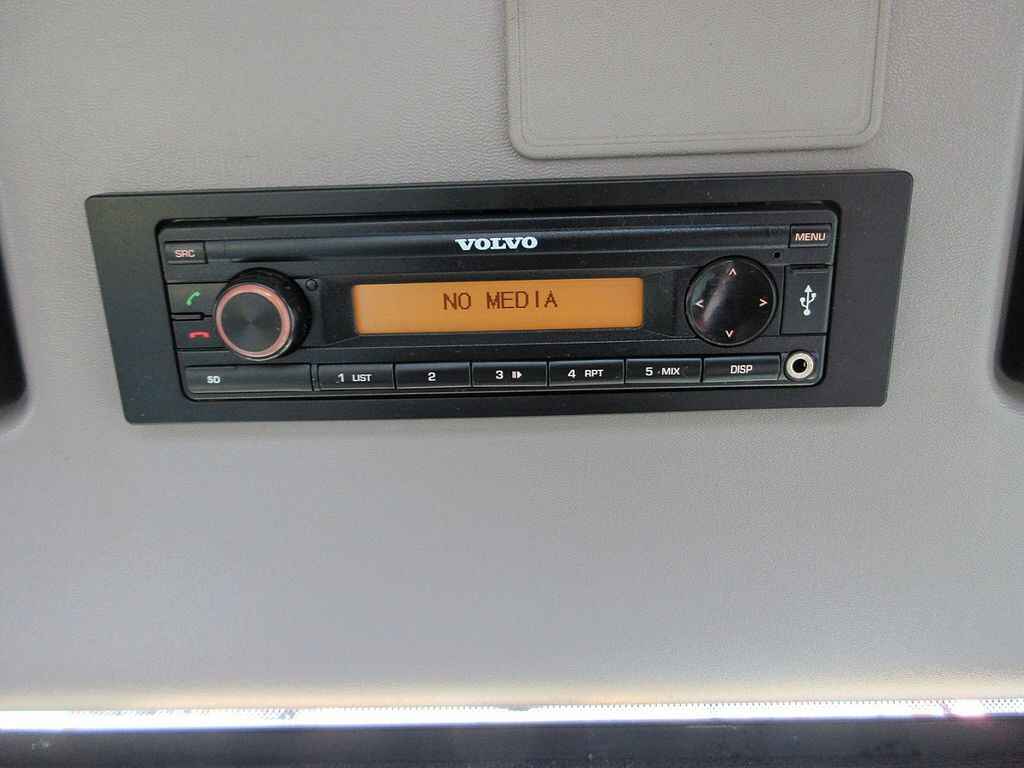 VOLVO
SRC
MENU
NO MEDIA
SD
1 LIST
2
3
4 RPT
5 MIX
DISP